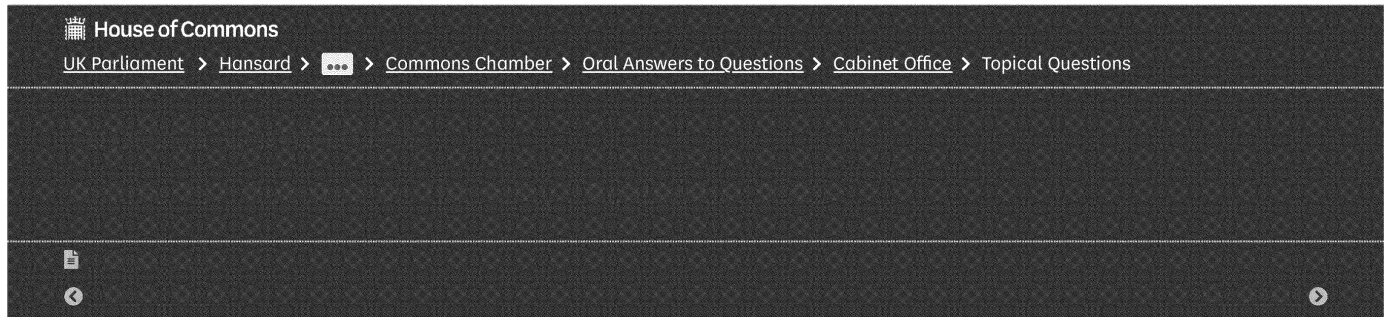 House of Commons
UK Parliament > Hansard > ... > Commons Chamber > Oral Answers to Questions > Cabinet Office > Topical Questions